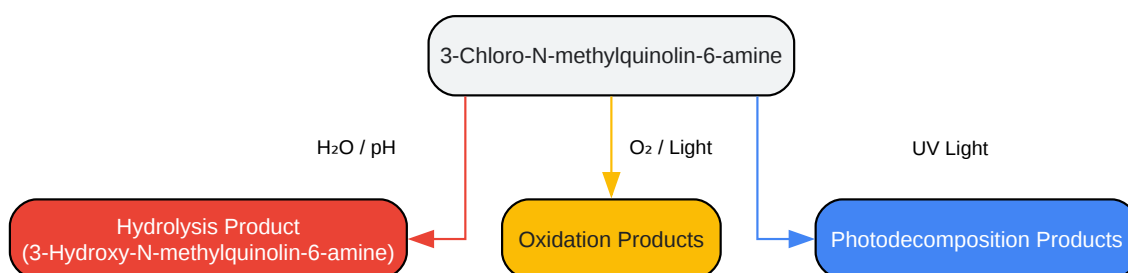 3-Chloro-N-methylquinolin-6-amine
H₂O / pH
O₂ / Light
UV Light
Hydrolysis Product
(3-Hydroxy-N-methylquinolin-6-amine)
Oxidation Products
Photodecomposition Products